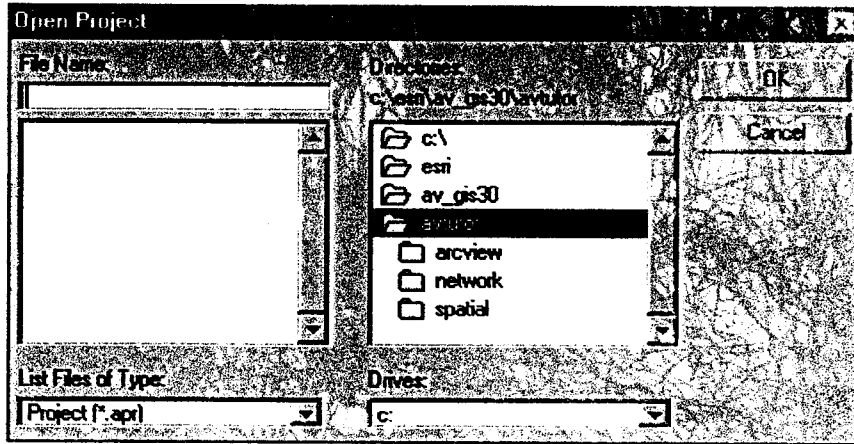 Open Project
File Name:
Directories:
c:\esri\av_gis30\avtutor
OK
Cancel
c:\
esri
av_gis30
avtutor
arcview
network
spatial
List Files of Type:
Project (*.apr)
Drives:
c: